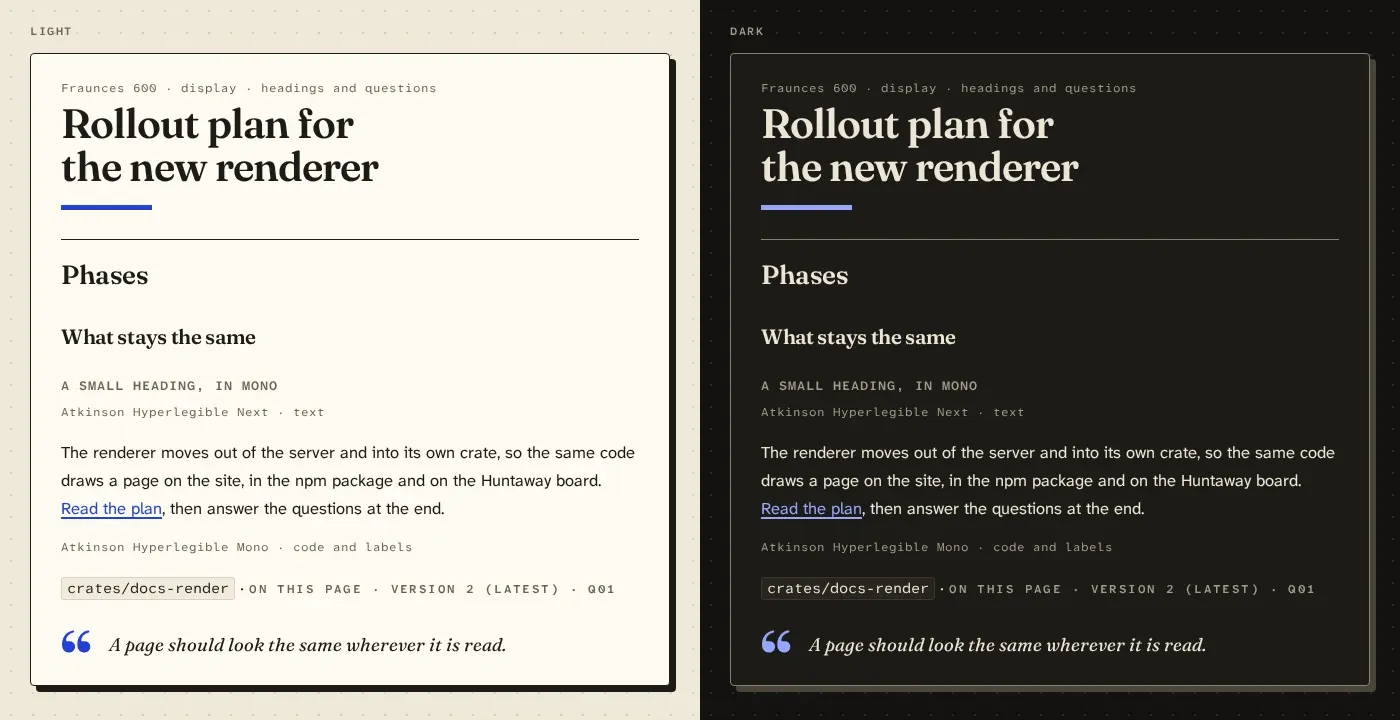 LIGHT
Fraunces 600 · display · headings and questions
Rollout plan for
the new renderer
Phases
What stays the same
A SMALL HEADING, IN MONO
Atkinson Hyperlegible Next · text
The renderer moves out of the server and into its own crate, so the same code
draws a page on the site, in the npm package and on the Huntaway board.
Read the plan, then answer the questions at the end.
Atkinson Hyperlegible Mono · code and labels
crates/docs-render · ON THIS PAGE · VERSION 2 (LATEST) · Q01
“ A page should look the same wherever it is read.
DARK
Fraunces 600 · display · headings and questions
Rollout plan for
the new renderer
Phases
What stays the same
A SMALL HEADING, IN MONO
Atkinson Hyperlegible Next · text
The renderer moves out of the server and into its own crate, so the same code
draws a page on the site, in the npm package and on the Huntaway board.
Read the plan, then answer the questions at the end.
Atkinson Hyperlegible Mono · code and labels
crates/docs-render · ON THIS PAGE · VERSION 2 (LATEST) · Q01
“ A page should look the same wherever it is read.